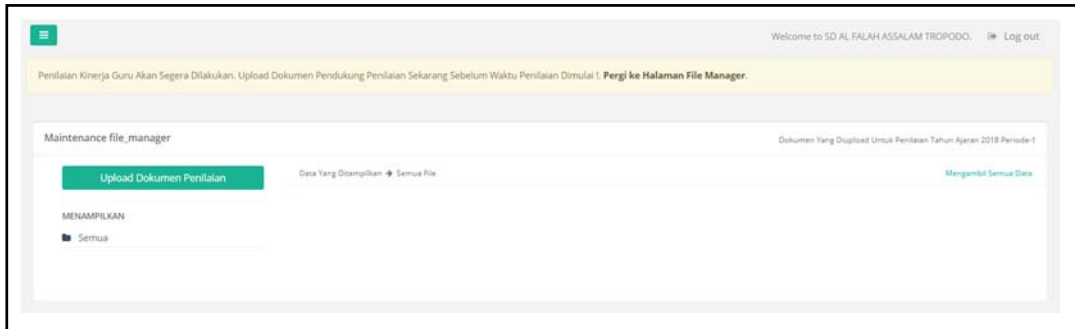 Welcome to SD AL FALAH ASSALAM TROPODO.
Log out
Penilaian Kinerja Guru Akan Segera Dilakukan. Upload Dokumen Pendukung Penilaian Sekarang Sebelum Waktu Penilaian Dimulai !. Pergi ke Halaman File Manager.
Maintenance file_manager
Dokumen Yang Diupload Untuk Penilaian Tahun Ajaran 2018 Periode-1
Upload Dokumen Penilaian
Data Yang Ditampilkan → Semua File
Mengambil Semua Data
MENAMPILKAN
Semua